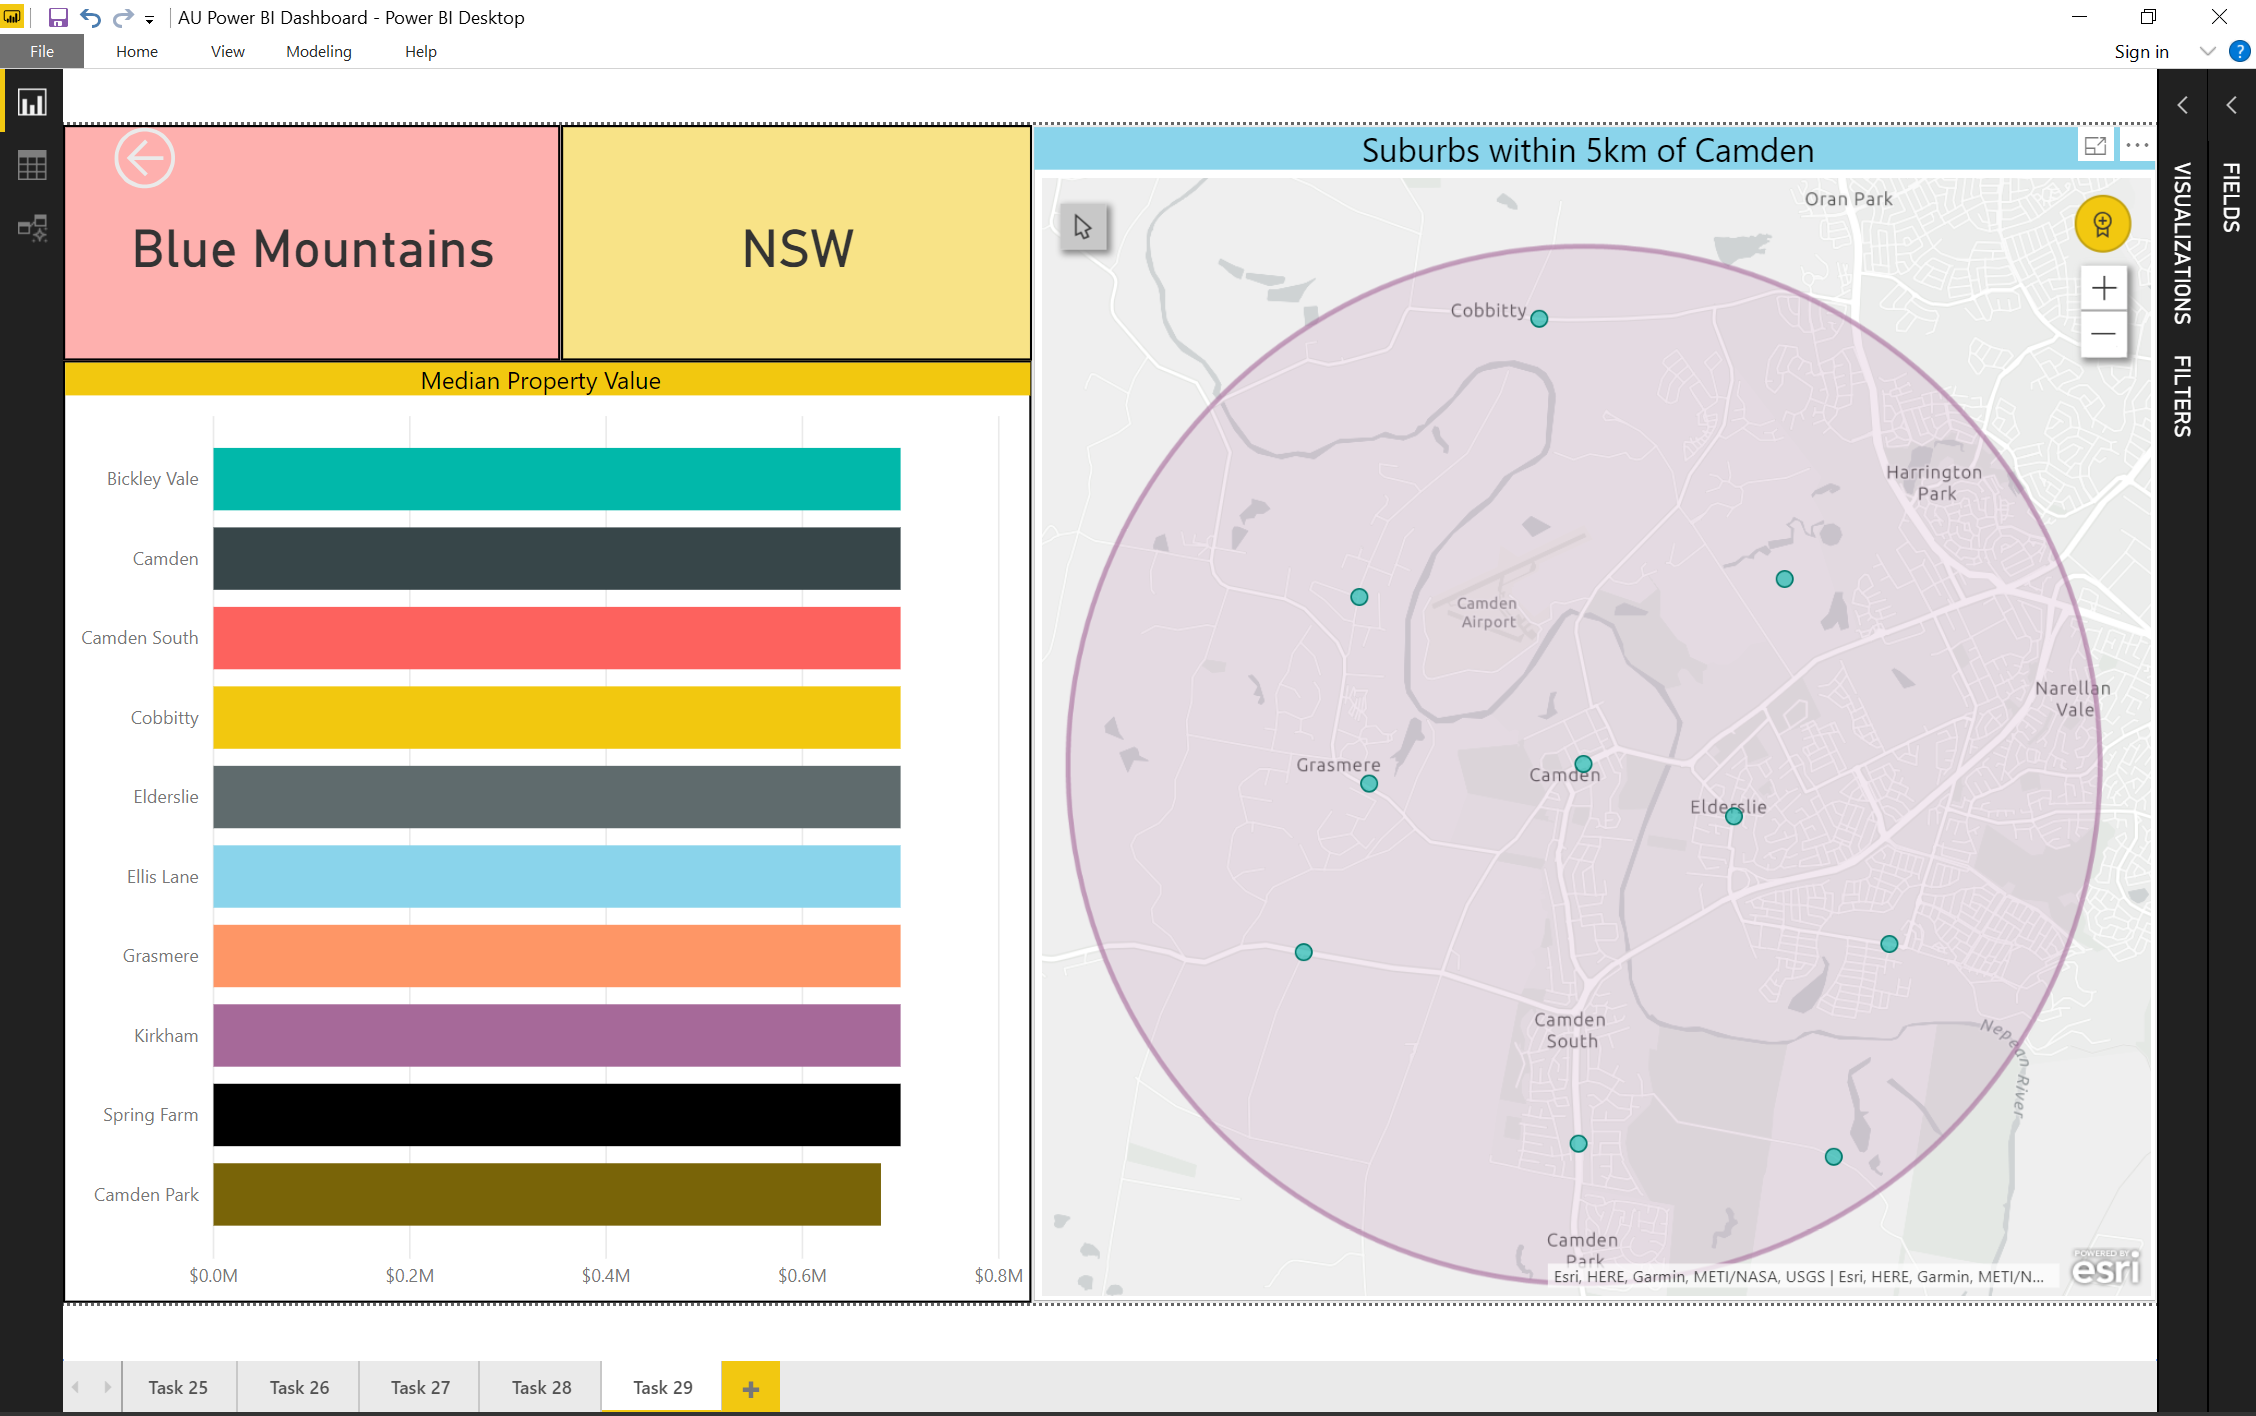 AU Power BI Dashboard - Power BI Desktop
File Home View Modeling Help
Sign in ?
Blue Mountains
NSW
Median Property Value
Bickley Vale
Camden
Camden South
Cobbitty
Elderslie
Ellis Lane
Grasmere
Kirkham
Spring Farm
Camden Park
$0.0M $0.2M $0.4M $0.6M $0.8M
Suburbs within 5km of Camden
Oran Park
Cobbitty
Harrington
Park
Camden
Airport
Narellan
Vale
Grasmere
Camden
Elderslie
Camden
South
Nepean River
Camden
Park
POWERED BY
esri
Esri, HERE, Garmin, METI/NASA, USGS | Esri, HERE, Garmin, METI/N...
VISUALIZATIONS
FILTERS
FIELDS
Task 25 Task 26 Task 27 Task 28 Task 29 +